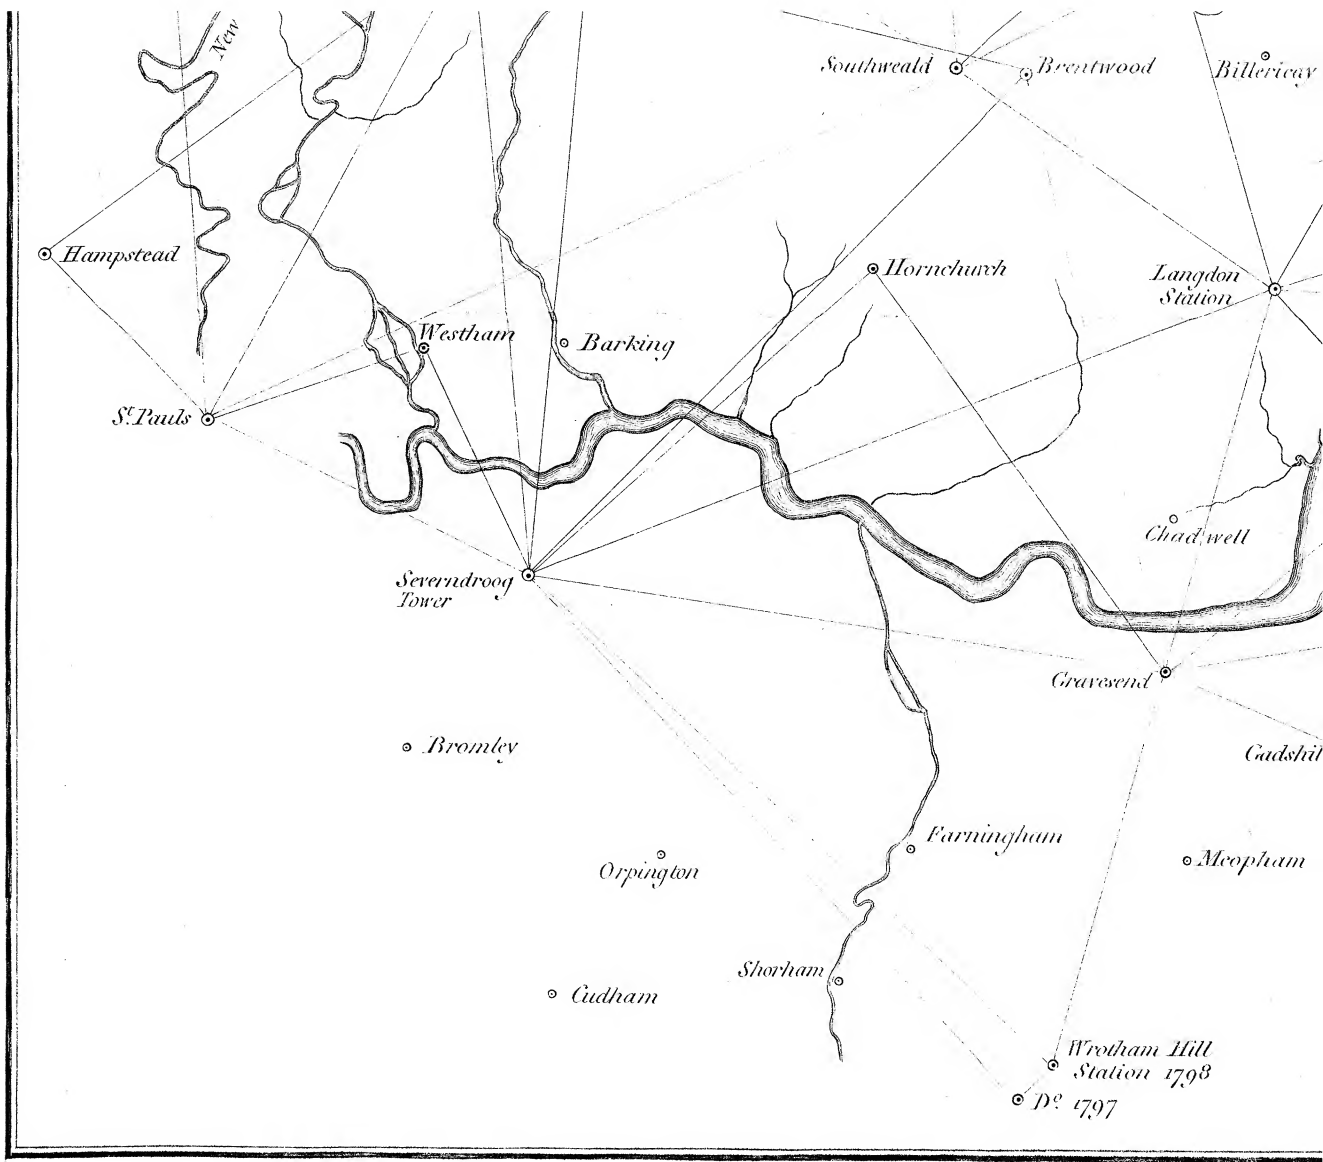 New
Southweald
Brentwood
Billericay
Hampstead
Hornchurch
Langdon
Station
Westham
Barking
St. Pauls
Chadwell
Severndroog
Tower
Gravesend
Bromley
Gadshil
Farningham
Meopham
Orpington
Shorham
Cudham
Wrotham Hill
Station 1798
Do. 1797